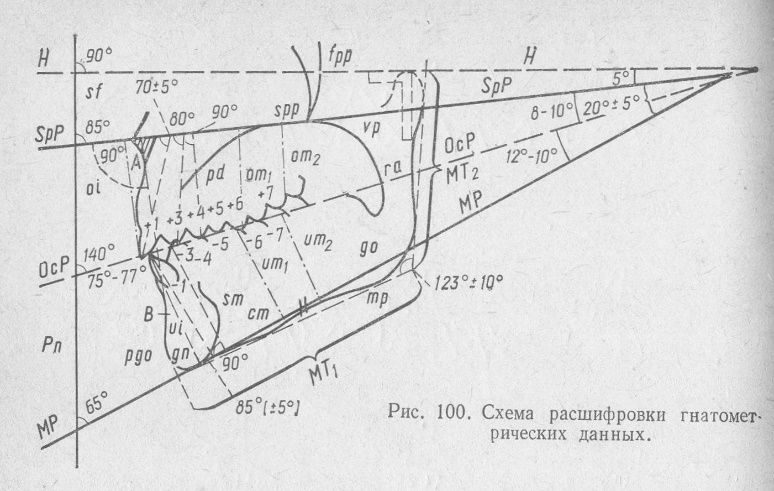 H 90° fpp H
sf 70±5° SpP 5°
SpP 85° 80° 90° spp vp 8-10° 20°±5°
90° A OcP
oi pd om₁ om₂ ra MT₂ 12°-10°
+1 +3 +4 +5 +6 +7 MP
OcP 140° -3 -4 -5 -6 -7 go
75°-77° -1 um₁ um₂ 123°±10°
B sm cm mp
Pn ui
pgo gn 90° MT₁
MP 65° 85°[±5°]
Рис. 100. Схема расшифровки гнатомет-
рических данных.